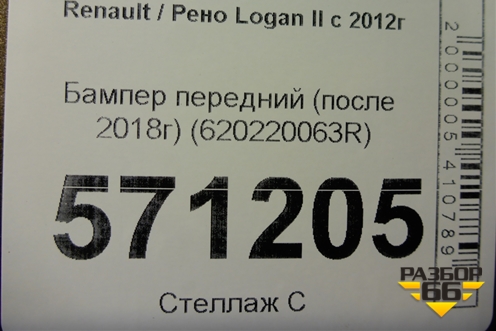 Renault / Рено Logan II с 2012г
Бампер передний (после
2018г) (620220063R)
571205
Стеллаж С
2000005410789
РАЗБОР
66